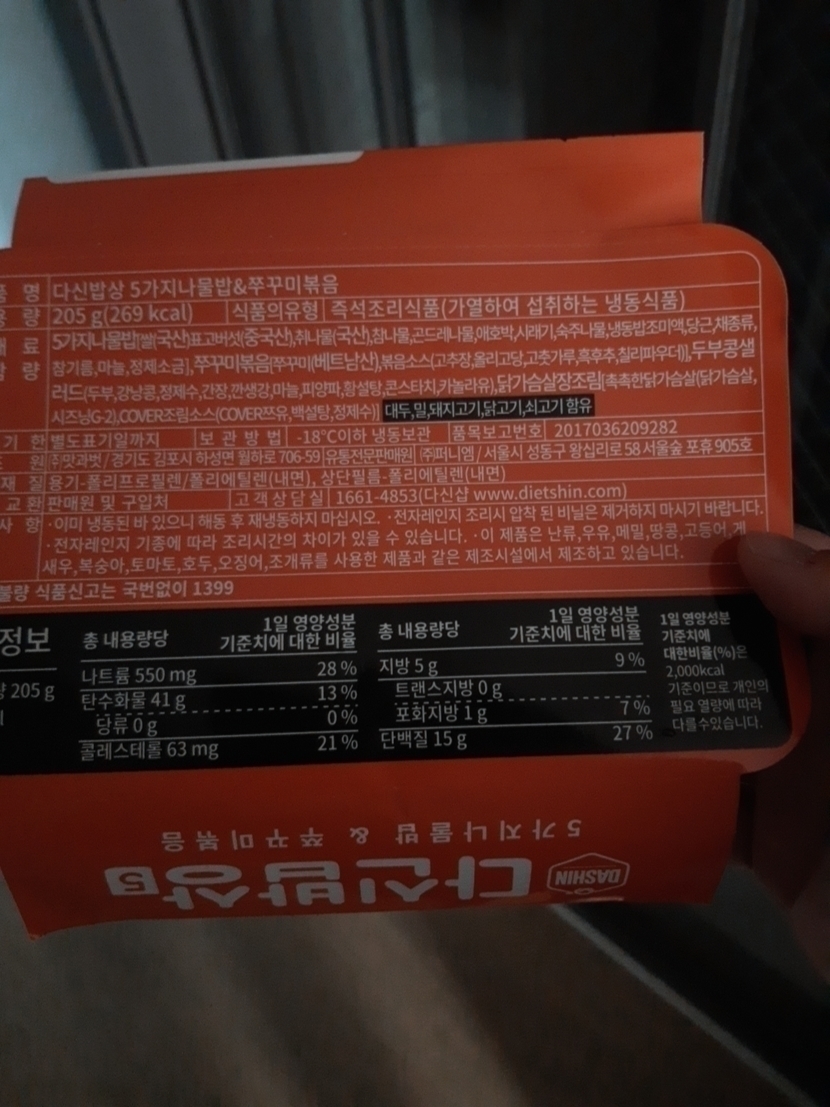 명 다신밥상 5가지나물밥&쭈꾸미볶음
량 205 g(269 kcal) 식품의유형 즉석조리식품(가열하여 섭취하는 냉동식품)
료 5가지나물밥[쌀(국산),표고버섯(중국산),취나물(국산),참나물,곤드레나물,애호박,시래기,숙주나물,냉동밥조미액,당근,채종류,
량 참기름,마늘,정제소금],쭈꾸미볶음[쭈꾸미(베트남산),볶음소스(고추장,올리고당,고춧가루,흑후추,칠리파우더)],두부콩샐
러드(두부,강낭콩,정제수,간장,깐생강,마늘,피양파,황설탕,콘스타치,카놀라유),닭가슴살장조림[촉촉한닭가슴살(닭가슴살,
시즈닝G-2),COVER조림소스(COVER쯔유,백설탕,정제수)] 대두,밀,돼지고기,닭고기,쇠고기 함유
기 한 별도표기일까지 보 관 방 법 -18℃이하 냉동보관 품목보고번호 2017036209282
원 ㈜맛과벗/경기도 김포시 하성면 월하로 706-59 유통전문판매원 ㈜퍼니엠/서울시 성동구 왕십리로 58 서울숲 포휴 905호
재 질 용기-폴리프로필렌/폴리에틸렌(내면), 상단필름-폴리에틸렌(내면)
교 환 판매원 및 구입처 고 객 상 담 실 1661-4853(다신샵 www.dietshin.com)
사 항 ·이미 냉동된 바 있으니 해동 후 재냉동하지 마십시오. ·전자레인지 조리시 압착 된 비닐은 제거하지 마시기 바랍니다.
·전자레인지 기종에 따라 조리시간의 차이가 있을 수 있습니다. ·이 제품은 난류,우유,메밀,땅콩,고등어,게
새우,복숭아,토마토,호두,오징어,조개류를 사용한 제품과 같은 제조시설에서 제조하고 있습니다.
불량 식품신고는 국번없이 1399
정보
205 g
총 내용량당 1일 영양성분 기준치에 대한 비율
나트륨 550 mg 28 %
탄수화물 41 g 13 %
당류 0 g 0 %
콜레스테롤 63 mg 21 %
총 내용량당 1일 영양성분 기준치에 대한 비율
지방 5 g 9 %
트랜스지방 0 g
포화지방 1 g 7 %
단백질 15 g 27 %
1일 영양성분
기준치에
대한비율(%)은
2,000kcal
기준이므로 개인의
필요 열량에 따라
다를수있습니다.
DASHIN 다신밥상 5
5가지나물밥 & 쭈꾸미볶음